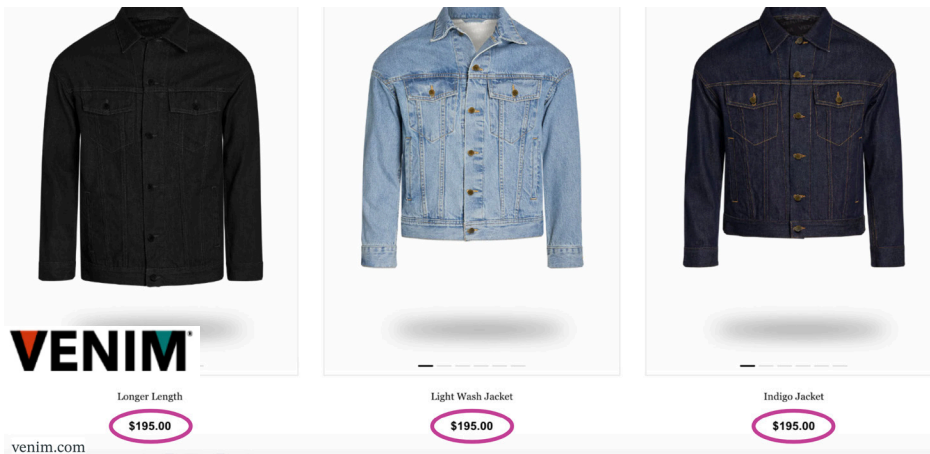 VENIM®
Longer Length
Light Wash Jacket
Indigo Jacket
$195.00
$195.00
$195.00
venim.com